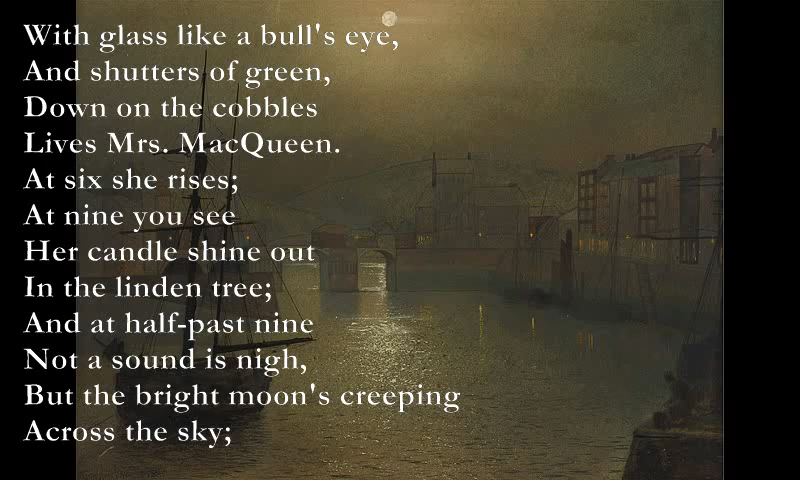 With glass like a bull's eye,
And shutters of green,
Down on the cobbles
Lives Mrs. MacQueen.
At six she rises;
At nine you see
Her candle shine out
In the linden tree;
And at half-past nine
Not a sound is nigh,
But the bright moon's creeping
Across the sky;